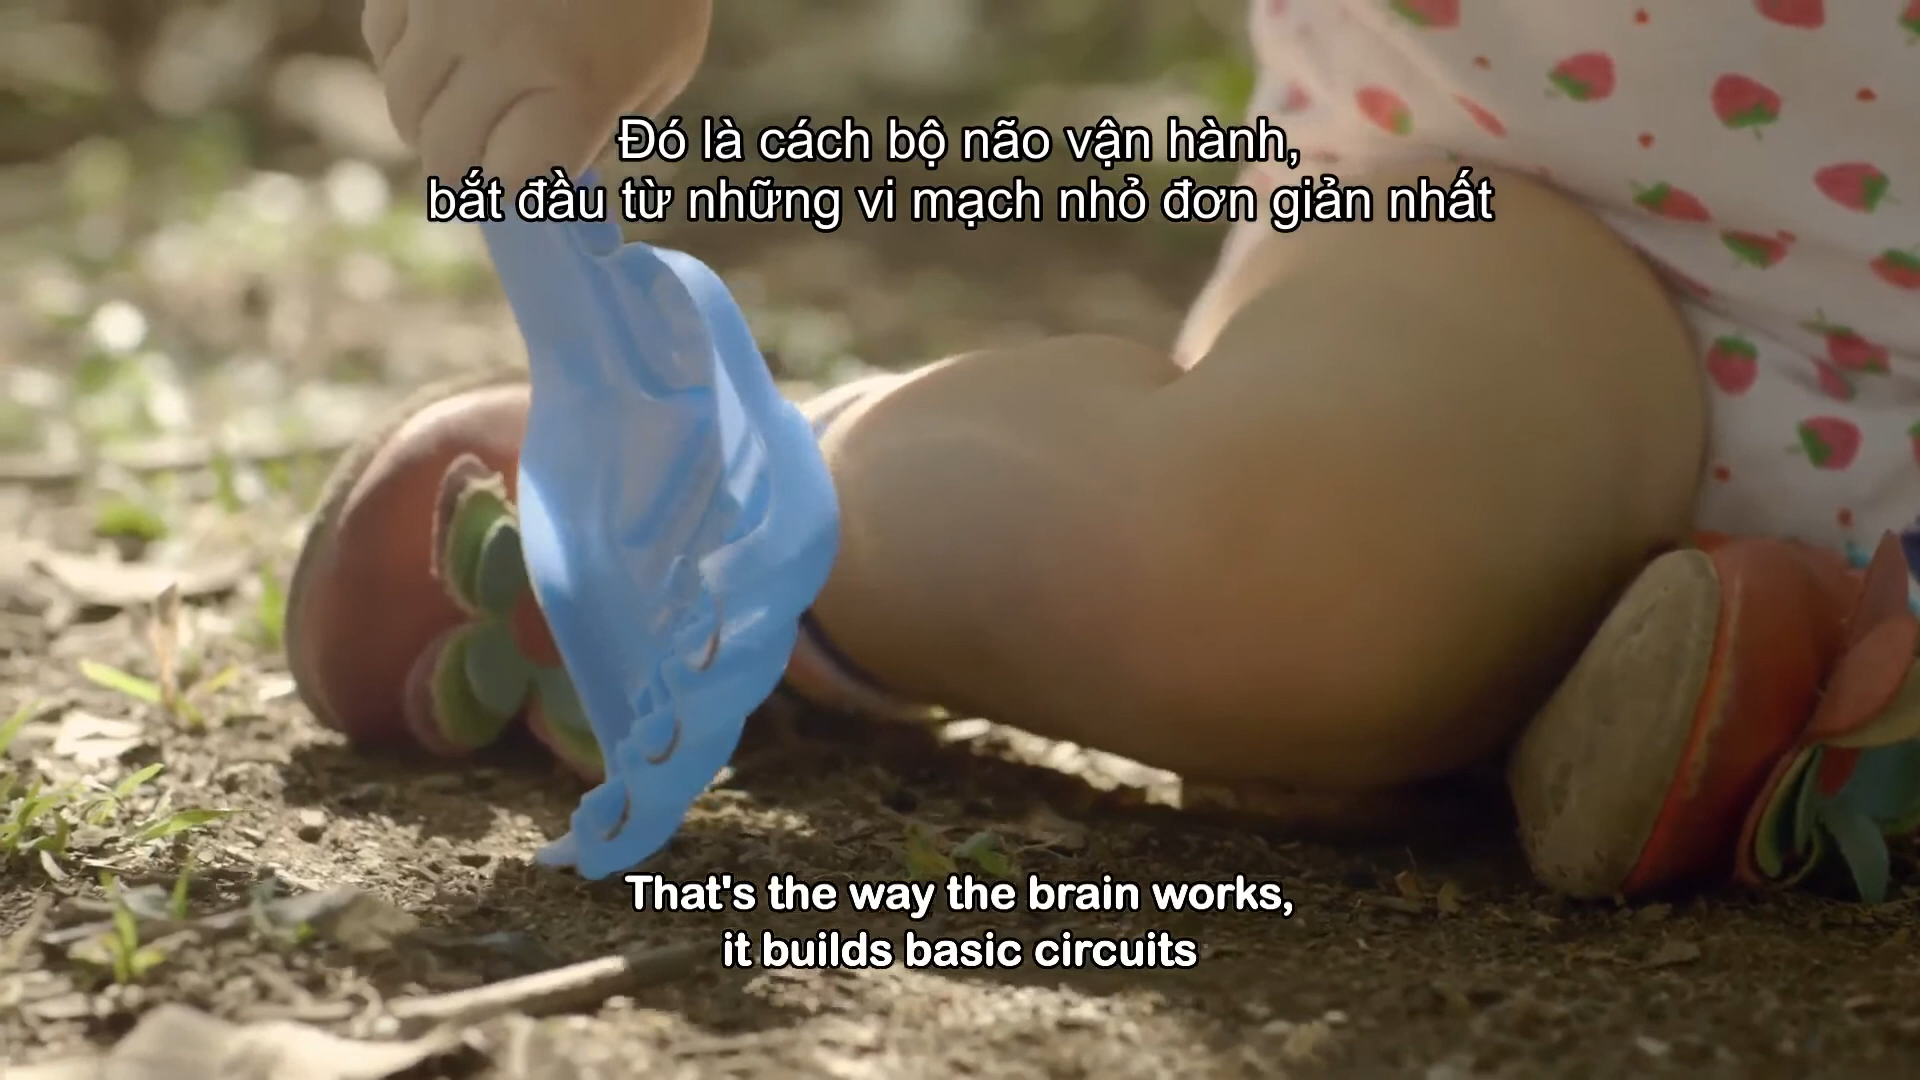 Đó là cách bộ não vận hành,
bắt đầu từ những vi mạch nhỏ đơn giản nhất
That's the way the brain works,
it builds basic circuits